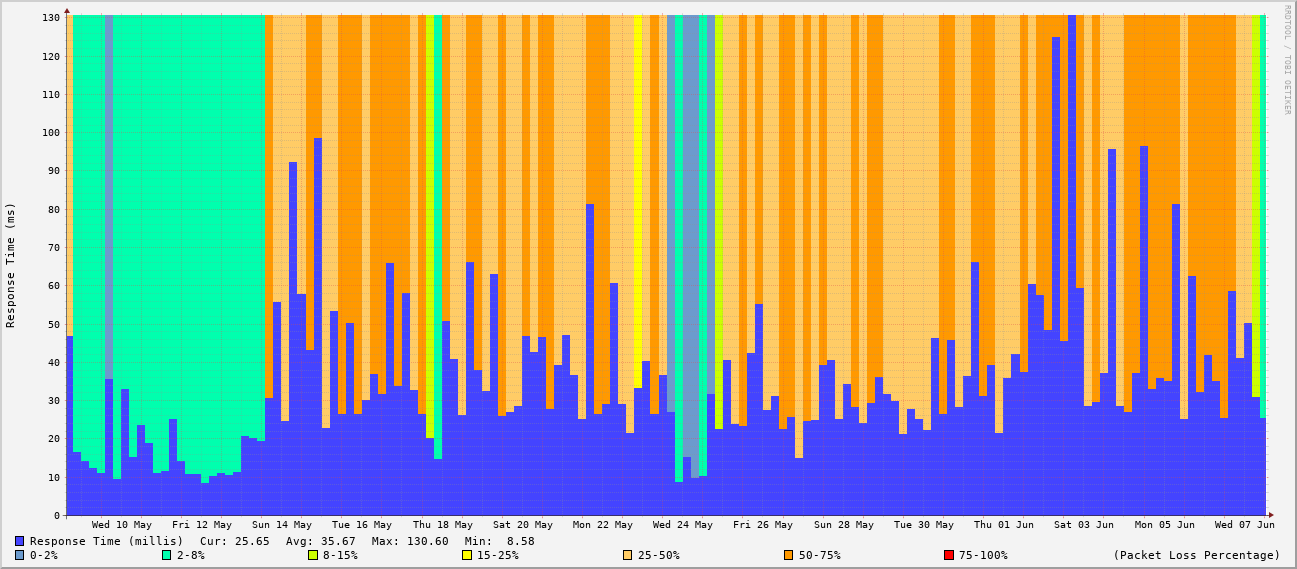 RRDTOOL / TOBI OETIKER
Response Time (ms)
130
120
110
100
90
80
70
60
50
40
30
20
10
0
Wed 10 May Fri 12 May Sun 14 May Tue 16 May Thu 18 May Sat 20 May Mon 22 May Wed 24 May Fri 26 May Sun 28 May Tue 30 May Thu 01 Jun Sat 03 Jun Mon 05 Jun Wed 07 Jun
Response Time (millis) Cur: 25.65 Avg: 35.67 Max: 130.60 Min: 8.58
0-2% 2-8% 8-15% 15-25% 25-50% 50-75% 75-100% (Packet Loss Percentage)